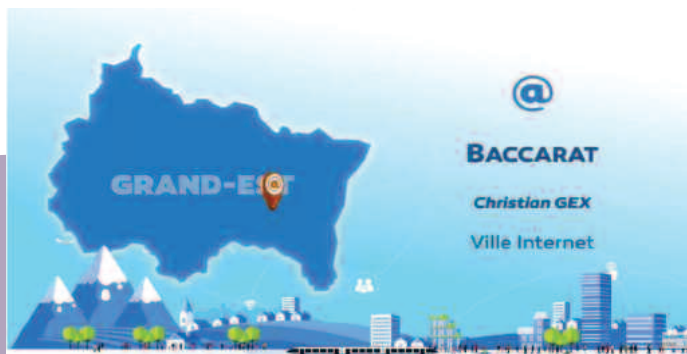 GRAND-EST
@
BACCARAT
Christian GEX
Ville Internet